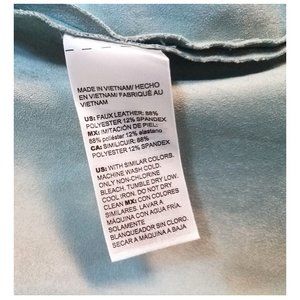 MADE IN VIETNAM/ HECHO
EN VIETNAM/ FABRIQUÉ AU
VIETNAM
US: FAUX LEATHER: 88%
POLYESTER 12% SPANDEX
MX: IMITACIÓN DE PIEL:
88% poliéster 12% elastano
CA: SIMILICUIR: 88%
POLYESTER 12% SPANDEX
US: WITH SIMILAR COLORS.
MACHINE WASH COLD.
ONLY NON-CHLORINE
BLEACH. TUMBLE DRY LOW.
COOL IRON. DO NOT DRY
CLEAN MX: CON COLORES
SIMILARES. LAVAR A
MÁQUINA CON AGUA FRÍA.
SOLAMENTE
BLANQUEADOR SIN CLORO.
SECAR A MÁQUINA A BAJA